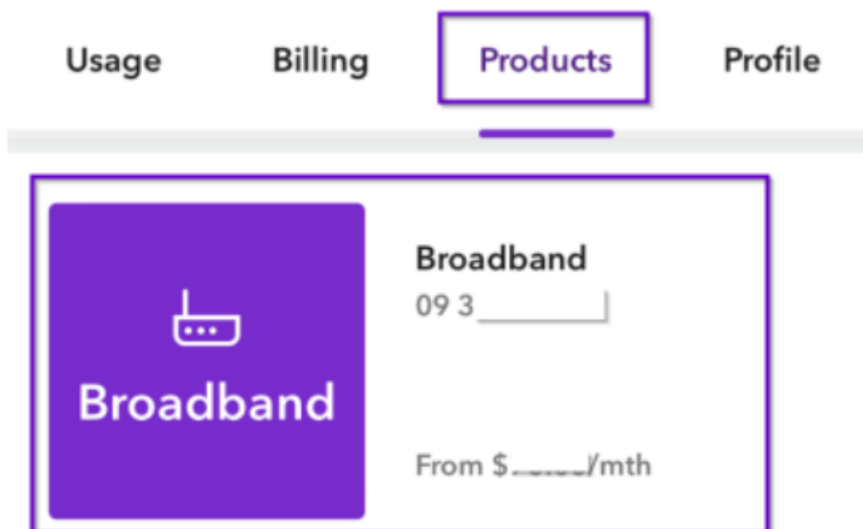 Usage Billing Products Profile
Broadband
Broadband
09 3
From $ /mth